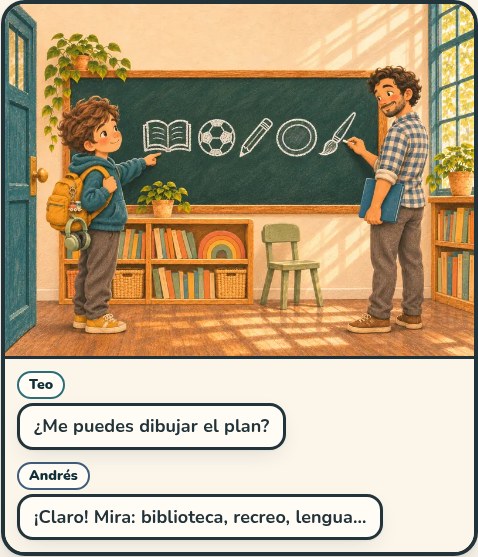 Teo
¿Me puedes dibujar el plan?
Andrés
¡Claro! Mira: biblioteca, recreo, lengua...